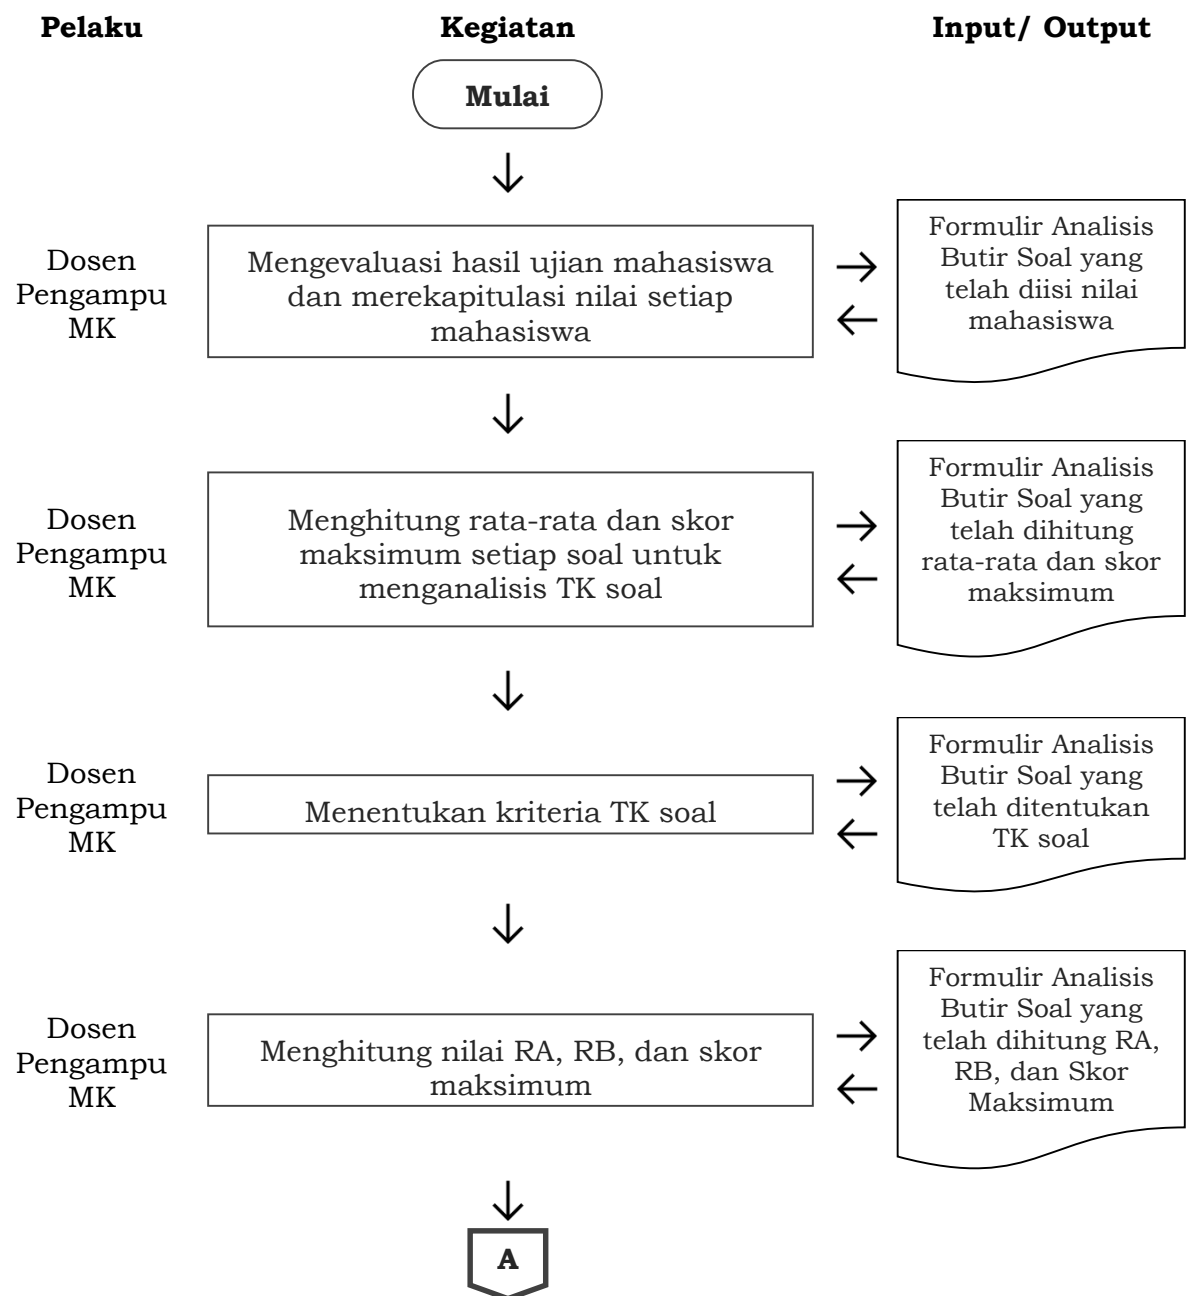 Pelaku
Kegiatan
Input/ Output
Mulai
Dosen
Pengampu
MK
Mengevaluasi hasil ujian mahasiswa
dan merekapitulasi nilai setiap
mahasiswa
Formulir Analisis
Butir Soal yang
telah diisi nilai
mahasiswa
Dosen
Pengampu
MK
Menghitung rata-rata dan skor
maksimum setiap soal untuk
menganalisis TK soal
Formulir Analisis
Butir Soal yang
telah dihitung
rata-rata dan skor
maksimum
Dosen
Pengampu
MK
Menentukan kriteria TK soal
Formulir Analisis
Butir Soal yang
telah ditentukan
TK soal
Dosen
Pengampu
MK
Menghitung nilai RA, RB, dan skor
maksimum
Formulir Analisis
Butir Soal yang
telah dihitung RA,
RB, dan Skor
Maksimum
A